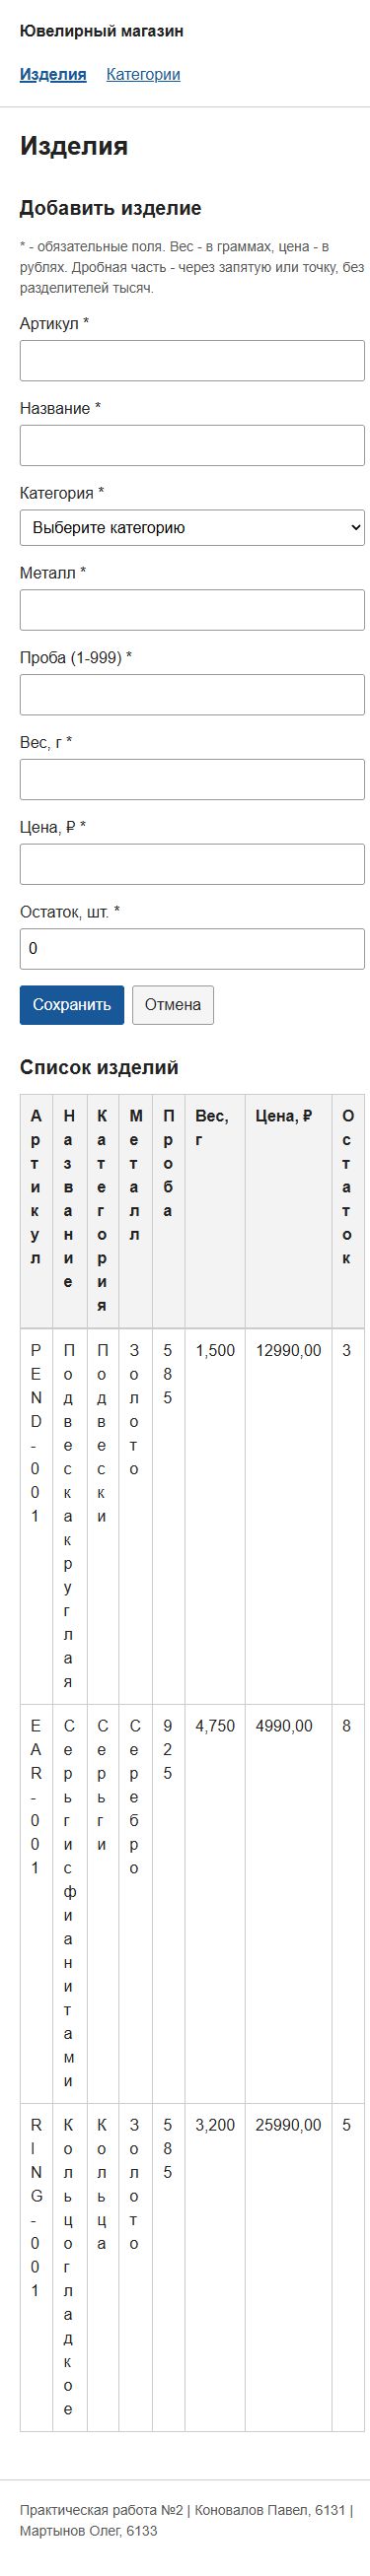 Ювелирный магазин
Изделия Категории
Изделия
Добавить изделие
* - обязательные поля. Вес - в граммах, цена - в
рублях. Дробная часть - через запятую или точку, без
разделителей тысяч.
Артикул *
Название *
Категория *
Выберите категорию
Металл *
Проба (1-999) *
Вес, г *
Цена, ₽ *
Остаток, шт. *
0
Сохранить Отмена
Список изделий
Артикул Название Категория Металл Проба Вес, г Цена, ₽ Остаток
PEND-001 Подвеска круглая Подвески Золото 585 1,500 12990,00 3
EAR-001 Серьги с фианитами Серьги Серебро 925 4,750 4990,00 8
RING-001 Кольцо гладкое Кольца Золото 585 3,200 25990,00 5
Практическая работа №2 | Коновалов Павел, 6131 |
Мартынов Олег, 6133